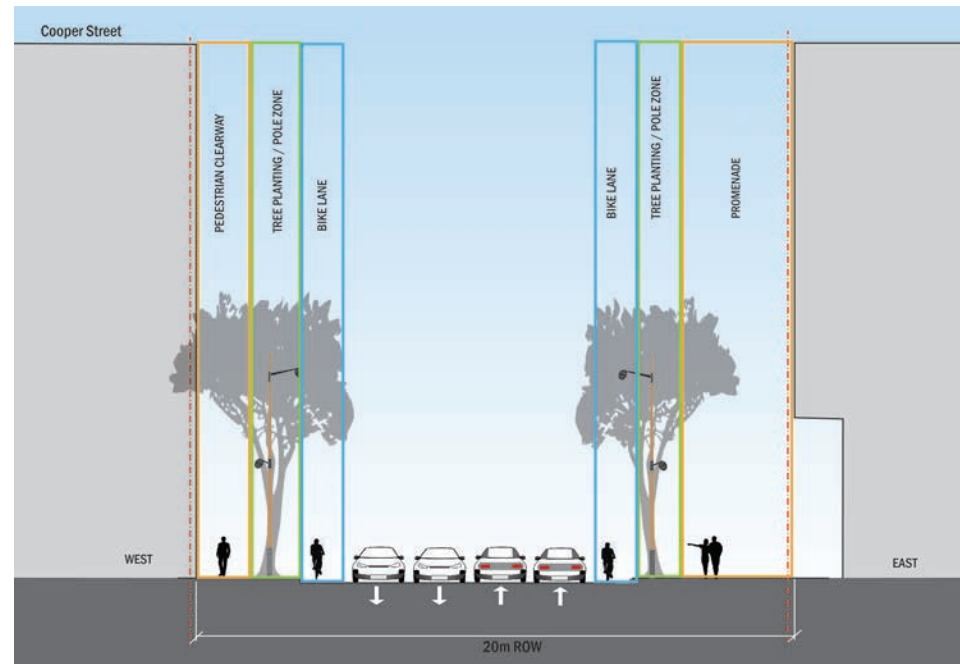 Cooper Street
PEDESTRIAN CLEARWAY
TREE PLANTING / POLE ZONE
BIKE LANE
BIKE LANE
TREE PLANTING / POLE ZONE
PROMENADE
WEST
EAST
20m ROW